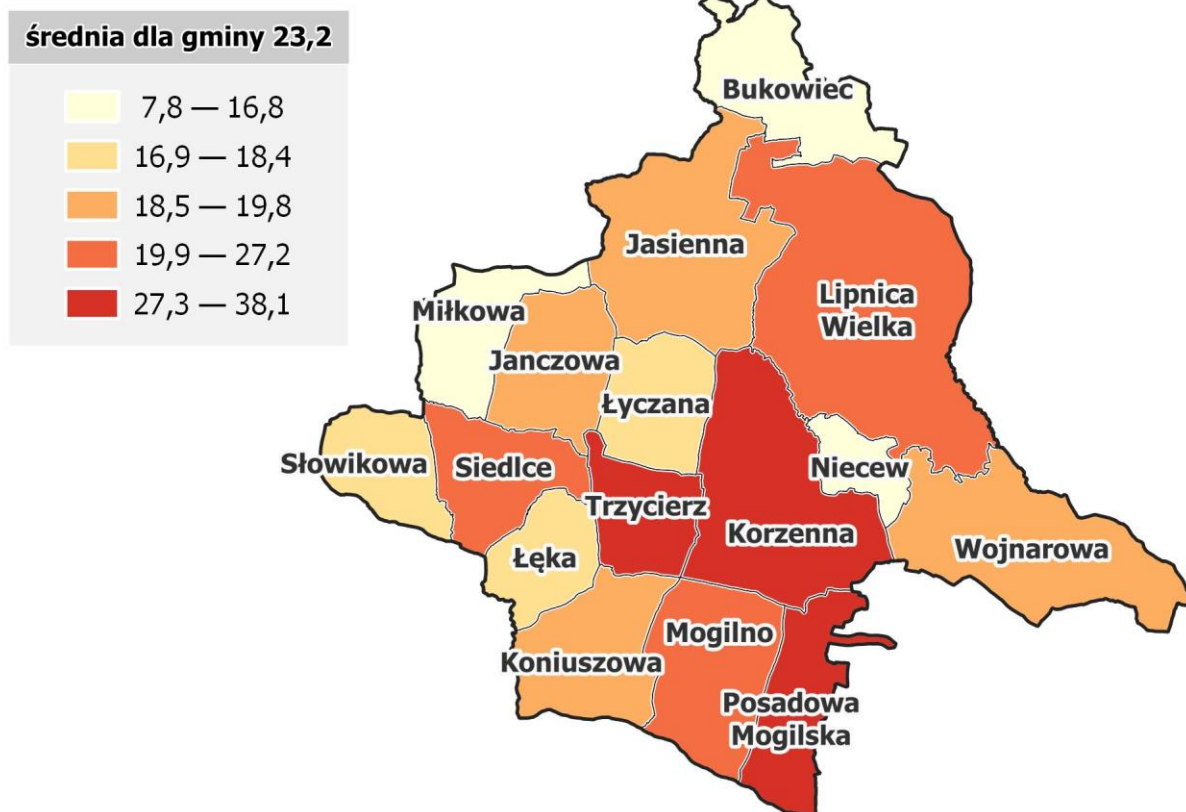 średnia dla gminy 23,2
7,8 — 16,8
16,9 — 18,4
18,5 — 19,8
19,9 — 27,2
27,3 — 38,1
Bukowiec
Jasienna
Lipnica
Wielka
Miłkowa
Janczowa
Łyczana
Słowikowa
Siedlce
Niecew
Trzycierz
Korzenna
Wojnarowa
Łęka
Mogilno
Koniuszowa
Posadowa
Mogilska